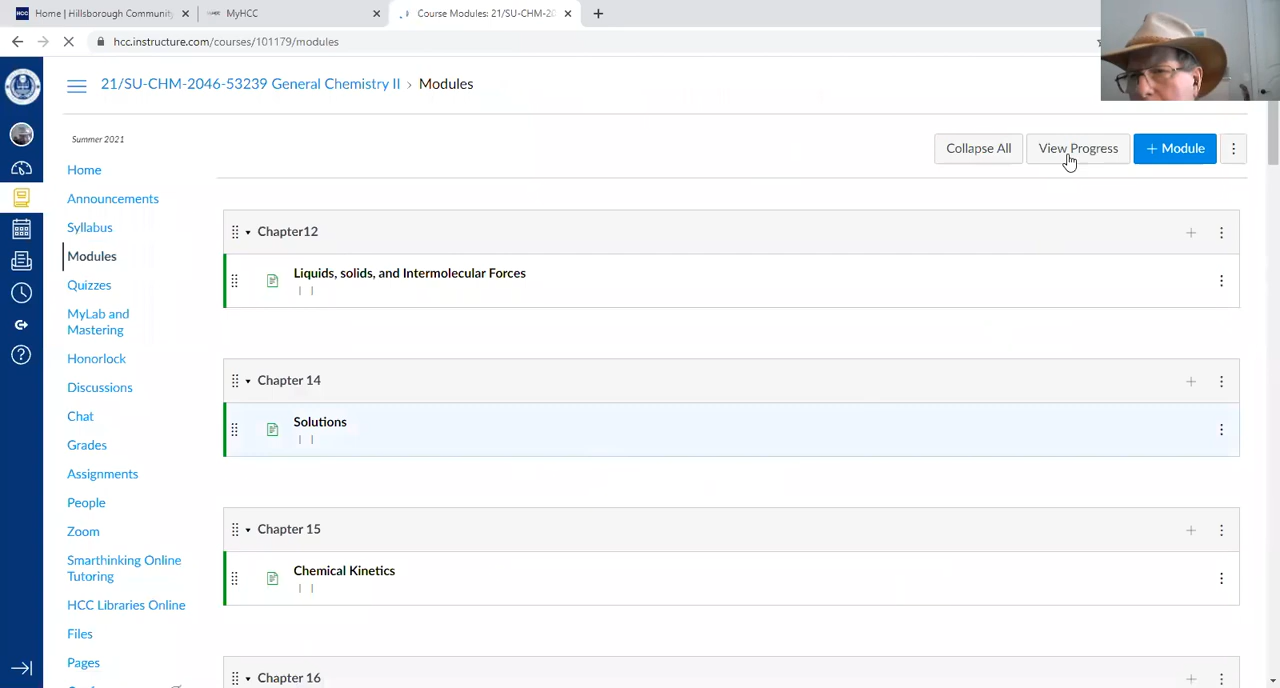 Home | Hillsborough Community
MyHCC
Course Modules: 21/SU-CHM-20
hcc.instructure.com/courses/101179/modules
21/SU-CHM-2046-53239 General Chemistry II › Modules
Summer 2021
Collapse All
View Progress
+ Module
Home
Announcements
Syllabus
Modules
Quizzes
MyLab and
Mastering
Honorlock
Discussions
Chat
Grades
Assignments
People
Zoom
Smarthinking Online
Tutoring
HCC Libraries Online
Files
Pages
Chapter12
Liquids, solids, and Intermolecular Forces
| |
Chapter 14
Solutions
| |
Chapter 15
Chemical Kinetics
| |
Chapter 16